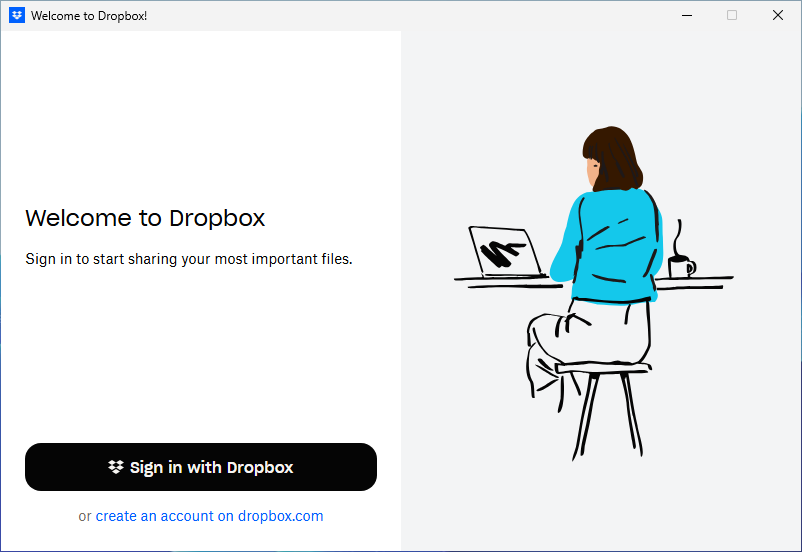 Welcome to Dropbox!
Welcome to Dropbox
Sign in to start sharing your most important files.
Sign in with Dropbox
or create an account on dropbox.com